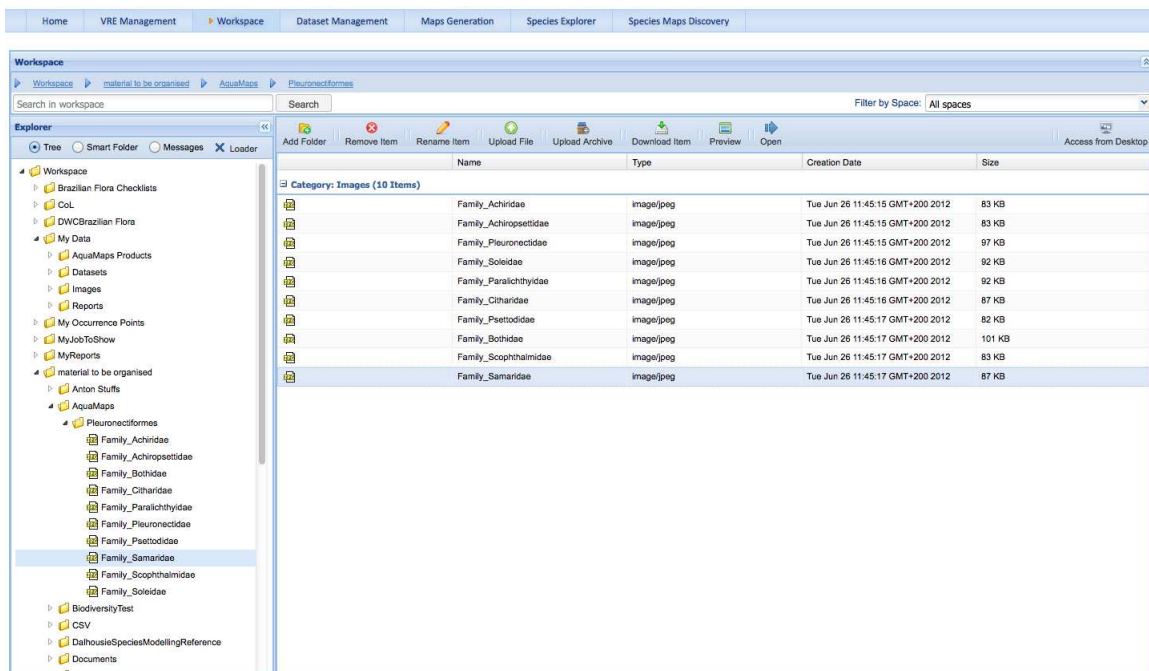 Home VRE Management Workspace Dataset Management Maps Generation Species Explorer Species Maps Discovery
Workspace
Workspace material to be organised AquaMaps Pleuronectiformes
Search in workspace Search Filter by Space: All spaces
Explorer
Tree Smart Folder Messages X Loader
Add Folder Remove Item Rename Item Upload File Upload Archive Download Item Preview Open Access from Desktop
Name Type Creation Date Size
Category: Images (10 Items)
Family_Achiridae image/jpeg Tue Jun 26 11:45:15 GMT+200 2012 83 KB
Family_Achiropsettidae image/jpeg Tue Jun 26 11:45:15 GMT+200 2012 83 KB
Family_Pleuronectidae image/jpeg Tue Jun 26 11:45:15 GMT+200 2012 97 KB
Family_Soleidae image/jpeg Tue Jun 26 11:45:16 GMT+200 2012 92 KB
Family_Paralichthyidae image/jpeg Tue Jun 26 11:45:16 GMT+200 2012 92 KB
Family_Citharidae image/jpeg Tue Jun 26 11:45:16 GMT+200 2012 87 KB
Family_Psettodidae image/jpeg Tue Jun 26 11:45:17 GMT+200 2012 82 KB
Family_Bothidae image/jpeg Tue Jun 26 11:45:17 GMT+200 2012 101 KB
Family_Scophthalmidae image/jpeg Tue Jun 26 11:45:17 GMT+200 2012 83 KB
Family_Samaridae image/jpeg Tue Jun 26 11:45:17 GMT+200 2012 87 KB
Workspace
Brazilian Flora Checklists
CoL
DWCBrazilian Flora
My Data
AquaMaps Products
Datasets
Images
Reports
My Occurrence Points
MyJobToShow
MyReports
material to be organised
Anton Stuffs
AquaMaps
Pleuronectiformes
Family_Achiridae
Family_Achiropsettidae
Family_Bothidae
Family_Citharidae
Family_Paralichthyidae
Family_Pleuronectidae
Family_Psettodidae
Family_Samaridae
Family_Scophthalmidae
Family_Soleidae
BiodiversityTest
CSV
DalhousieSpeciesModellingReference
Documents